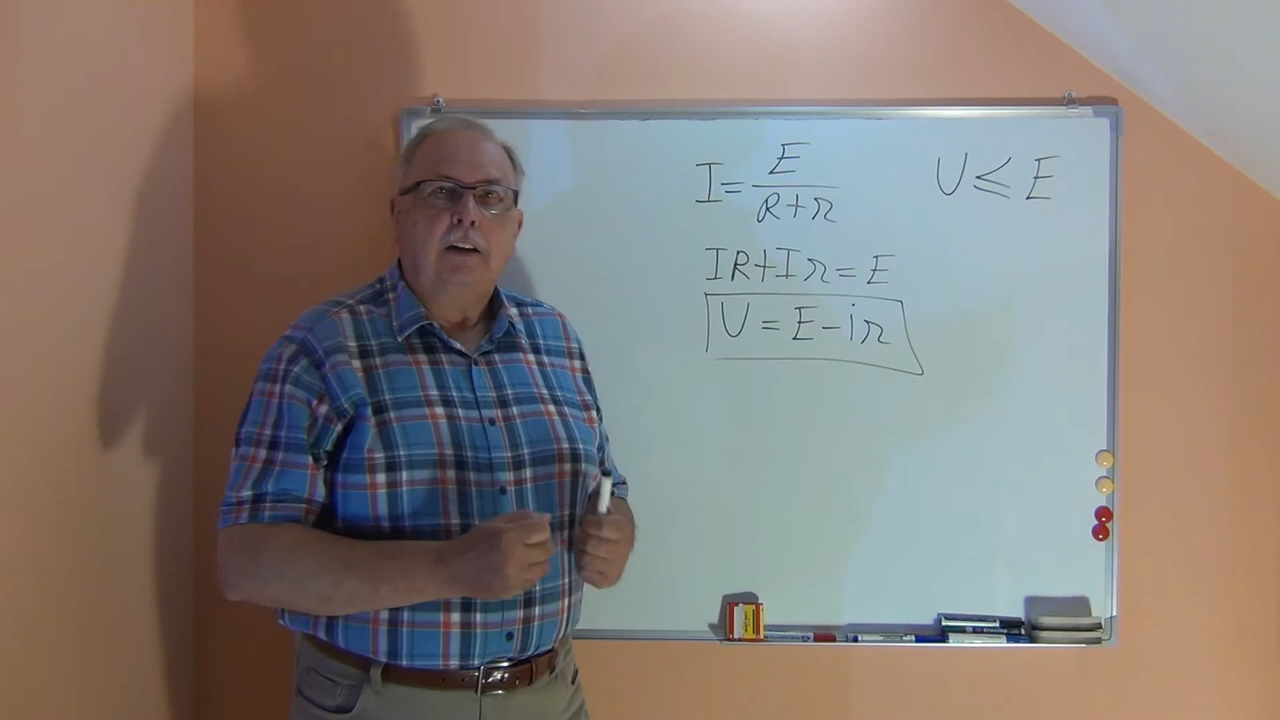 I = E / (R + r)
U ≤ E
IR + Ir = E
U = E - ir